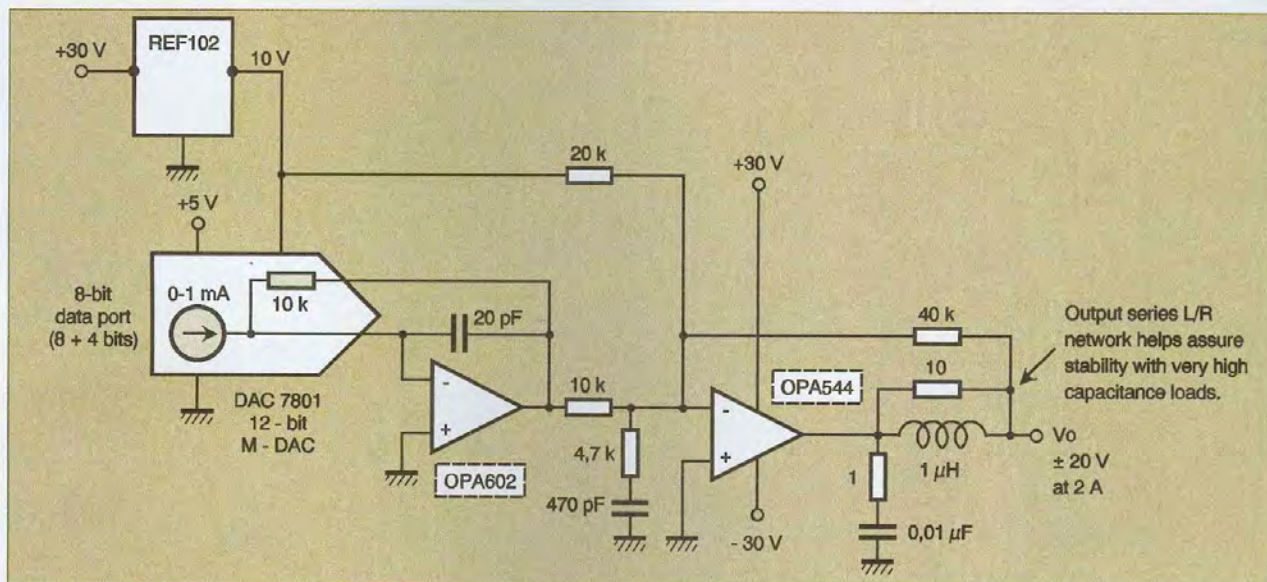 REF102
+30 V
10 V
20 k
+30 V
+5 V
8-bit
data port
(8 + 4 bits)
0-1 mA
10 k
20 pF
40 k
Output series L/R
network helps assure
stability with very high
capacitance loads.
10
OPA544
-
+
DAC 7801
12 - bit
M - DAC
10 k
-
+
1 µH
Vo
± 20 V
at 2 A
OPA602
4,7 k
1
470 pF
- 30 V
0,01 µF